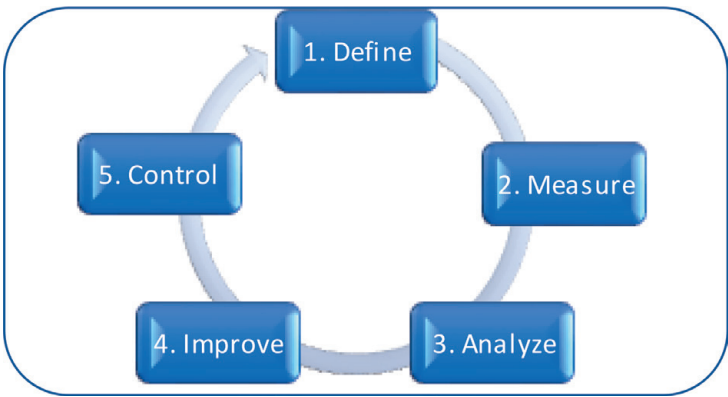 1. Define
2. Measure
3. Analyze
4. Improve
5. Control